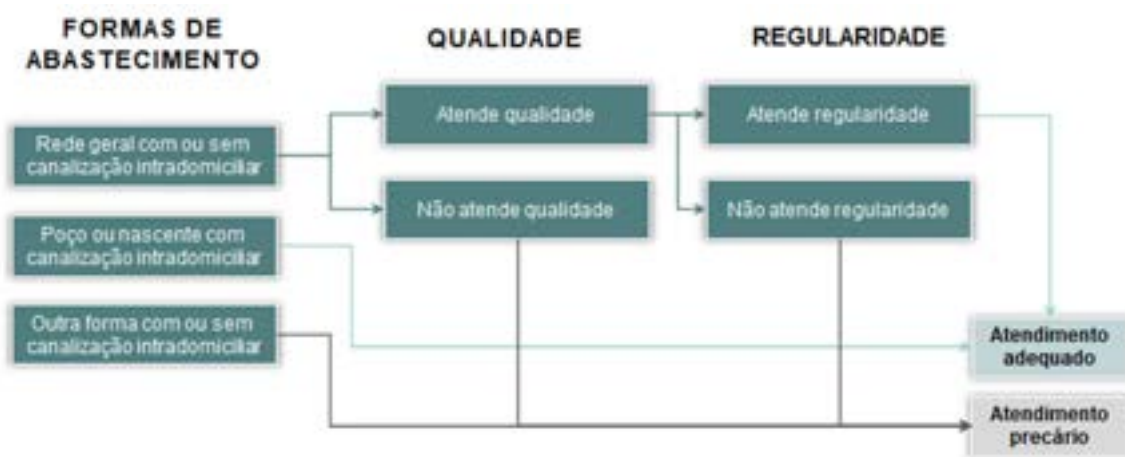 FORMAS DE
ABASTECIMENTO
QUALIDADE
REGULARIDADE
Rede geral com ou sem
canalização intradomiciliar
Atende qualidade
Atende regularidade
Não atende qualidade
Não atende regularidade
Poço ou nascente com
canalização intradomiciliar
Outra forma com ou sem
canalização intradomiciliar
Atendimento
adequado
Atendimento
precário